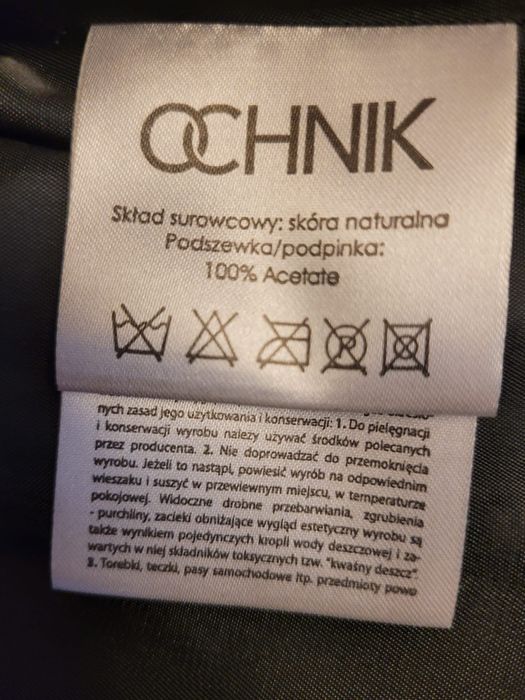 OCHNIK
Skład surowcowy: skóra naturalna
Podszewka/podpinka:
100% Acetate
nych zasad jego użytkowania i konserwacji: 1. Do pielęgnacji
i konserwacji wyrobu należy używać środków polecanych
przez producenta. 2. Nie doprowadzać do przemoknięcia
wyrobu. Jeżeli to nastąpi, powiesić wyrób na odpowiednim
wieszaku i suszyć w przewiewnym miejscu, w temperaturze
pokojowej. Widoczne drobne przebarwiania, zgrubienia
- purchliny, zacieki obniżające wygląd estetyczny wyrobu są
także wynikiem pojedynczych kropli wody deszczowej i za-
wartych w niej składników toksycznych tzw. "kwaśny deszcz".
3. Torebki, teczki, pasy samochodowe itp. przedmioty powo